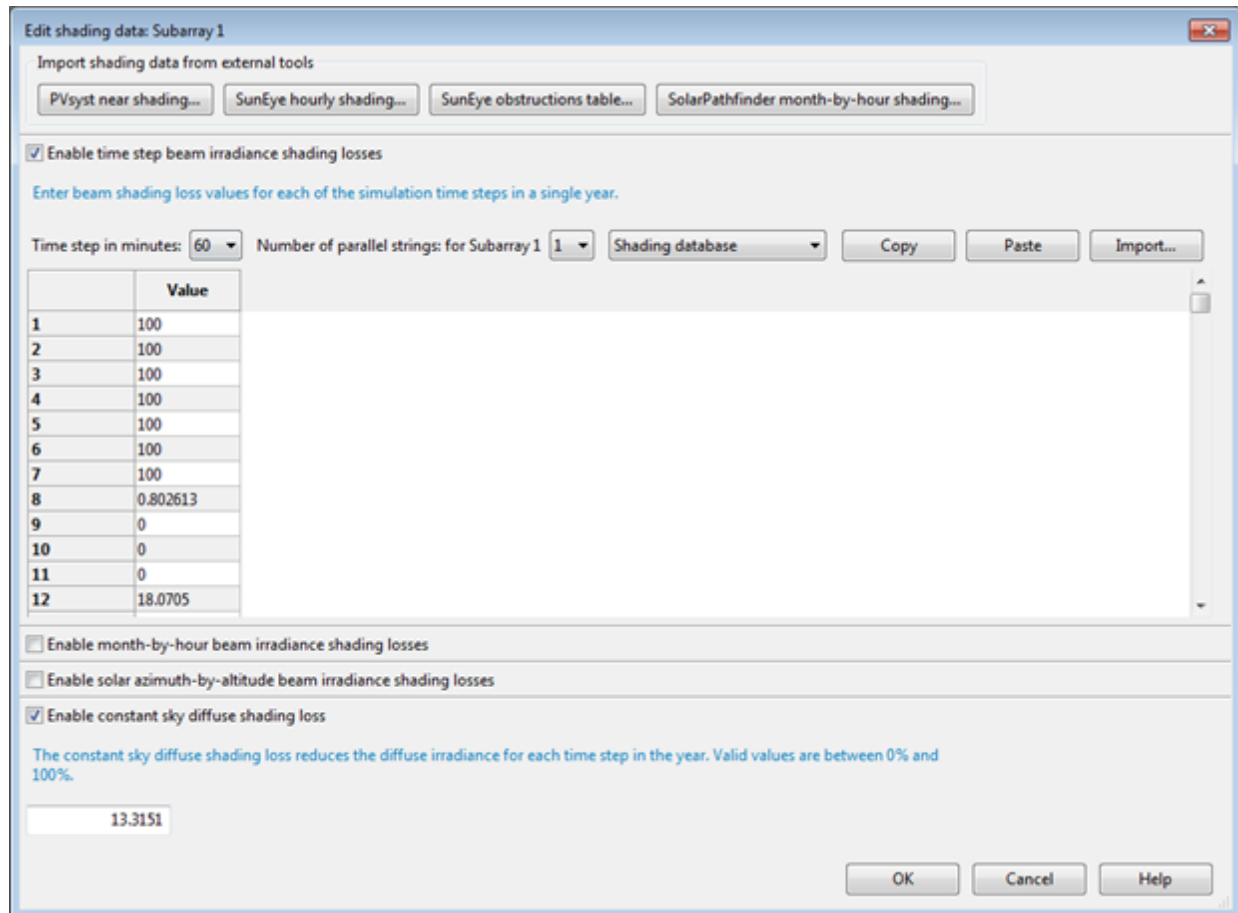 Edit shading data: Subarray 1
Import shading data from external tools
PVsyst near shading... SunEye hourly shading... SunEye obstructions table... SolarPathfinder month-by-hour shading...
Enable time step beam irradiance shading losses
Enter beam shading loss values for each of the simulation time steps in a single year.
Time step in minutes: 60 Number of parallel strings: for Subarray 1 1 Shading database Copy Paste Import...
Value
1 100
2 100
3 100
4 100
5 100
6 100
7 100
8 0.802613
9 0
10 0
11 0
12 18.0705
Enable month-by-hour beam irradiance shading losses
Enable solar azimuth-by-altitude beam irradiance shading losses
Enable constant sky diffuse shading loss
The constant sky diffuse shading loss reduces the diffuse irradiance for each time step in the year. Valid values are between 0% and
100%.
13.3151
OK Cancel Help